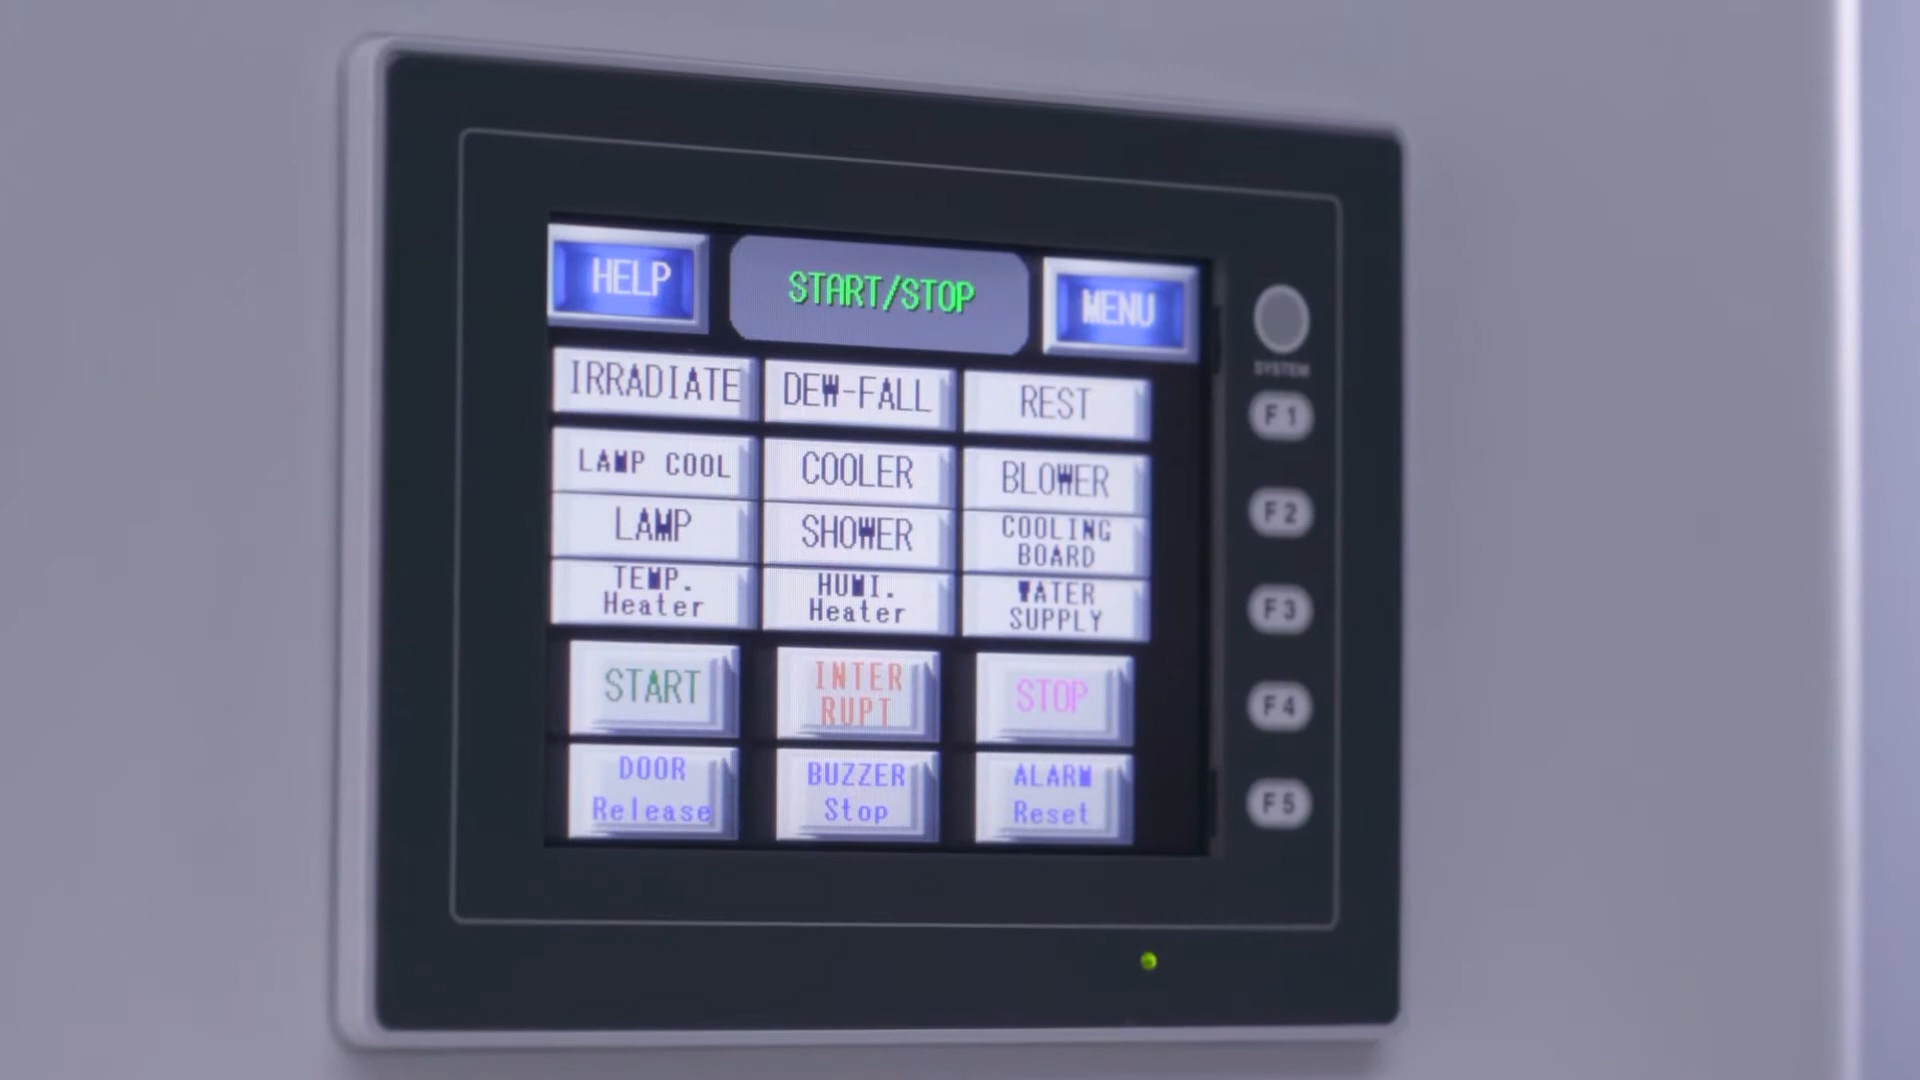 HELP
START/STOP
MENU
SYSTEM
IRRADIATE
DEW-FALL
REST
F1
LAMP COOL
COOLER
BLOWER
F2
LAMP
SHOWER
COOLING
BOARD
TEMP.
Heater
HUMI.
Heater
WATER
SUPPLY
F3
START
INTER
RUPT
STOP
F4
DOOR
Release
BUZZER
Stop
ALARM
Reset
F5